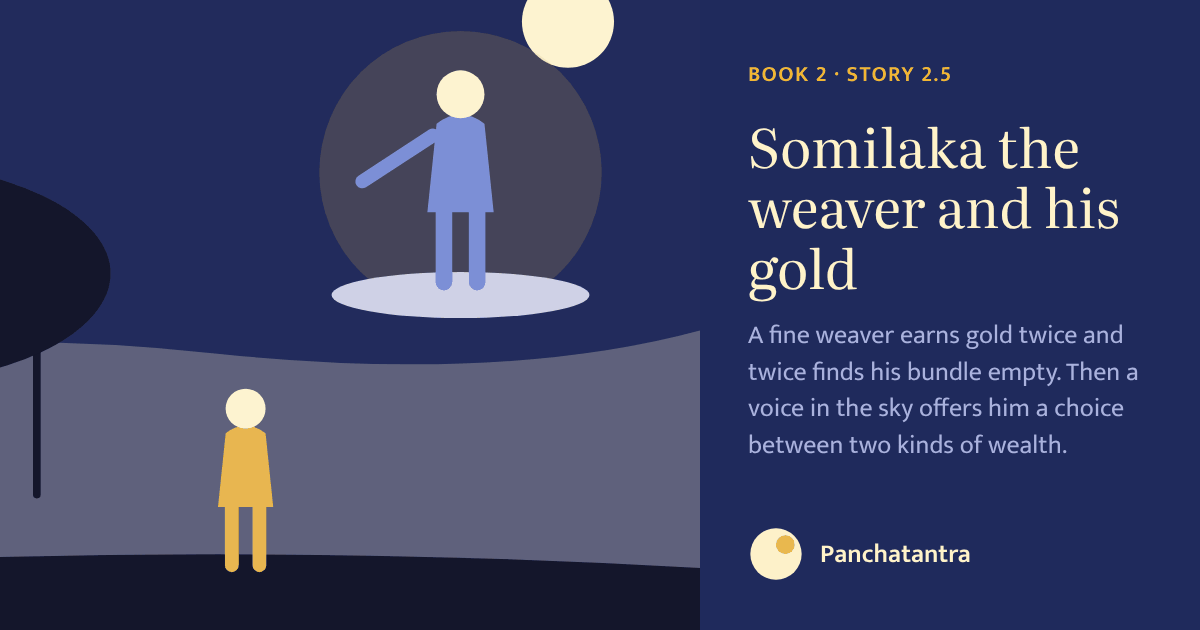 BOOK 2 · STORY 2.5
Somilaka the
weaver and his
gold
A fine weaver earns gold twice and
twice finds his bundle empty. Then a
voice in the sky offers him a choice
between two kinds of wealth.
Panchatantra